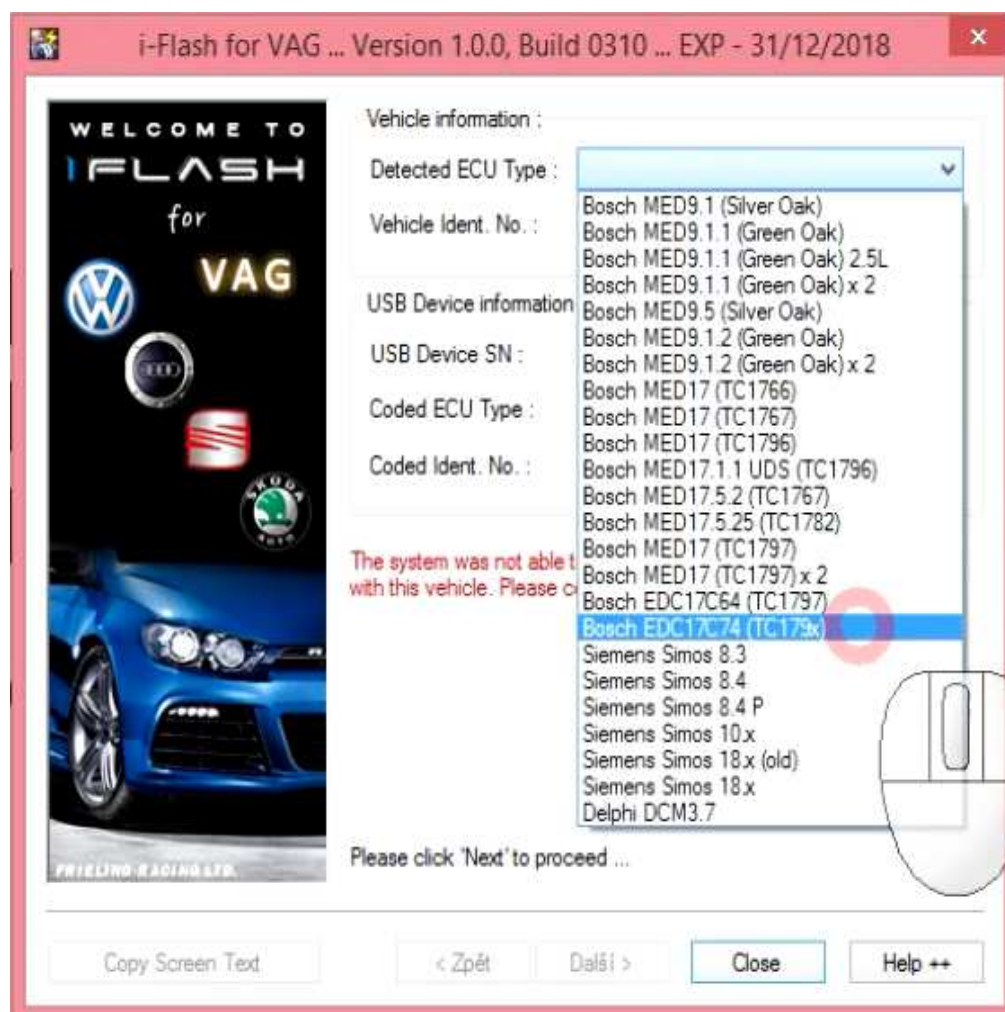 i-Flash for VAG ... Version 1.0.0, Build 0310 ... EXP - 31/12/2018
WELCOME TO
iFLASH
for
VAG
SKODA
AUTO
FRIELING RACING LTD.
Vehicle information :
Detected ECU Type :
Vehicle Ident. No. :
USB Device information
USB Device SN :
Coded ECU Type :
Coded Ident. No. :
Bosch MED9.1 (Silver Oak)
Bosch MED9.1.1 (Green Oak)
Bosch MED9.1.1 (Green Oak) 2.5L
Bosch MED9.1.1 (Green Oak) x 2
Bosch MED9.5 (Silver Oak)
Bosch MED9.1.2 (Green Oak)
Bosch MED9.1.2 (Green Oak) x 2
Bosch MED17 (TC1766)
Bosch MED17 (TC1767)
Bosch MED17 (TC1796)
Bosch MED17.1.1 UDS (TC1796)
Bosch MED17.5.2 (TC1767)
Bosch MED17.5.25 (TC1782)
Bosch MED17 (TC1797)
Bosch MED17 (TC1797) x 2
Bosch EDC17C64 (TC1797)
Bosch EDC17C74 (TC179x)
Siemens Simos 8.3
Siemens Simos 8.4
Siemens Simos 8.4 P
Siemens Simos 10.x
Siemens Simos 18.x (old)
Siemens Simos 18.x
Delphi DCM3.7
The system was not able
with this vehicle. Please
Please click 'Next' to proceed ...
Copy Screen Text
< Zpět
Další >
Close
Help ++